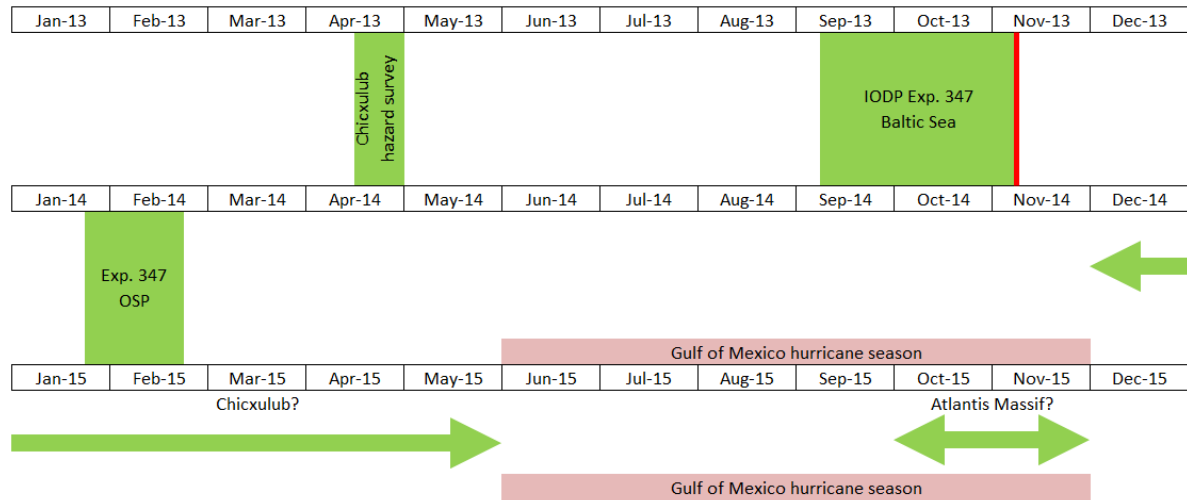 Jan-13 Feb-13 Mar-13 Apr-13 May-13 Jun-13 Jul-13 Aug-13 Sep-13 Oct-13 Nov-13 Dec-13
Chicxulub
hazard survey
IODP Exp. 347
Baltic Sea
Jan-14 Feb-14 Mar-14 Apr-14 May-14 Jun-14 Jul-14 Aug-14 Sep-14 Oct-14 Nov-14 Dec-14
Exp. 347
OSP
Gulf of Mexico hurricane season
Jan-15 Feb-15 Mar-15 Apr-15 May-15 Jun-15 Jul-15 Aug-15 Sep-15 Oct-15 Nov-15 Dec-15
Chicxulub? Atlantis Massif?
Gulf of Mexico hurricane season